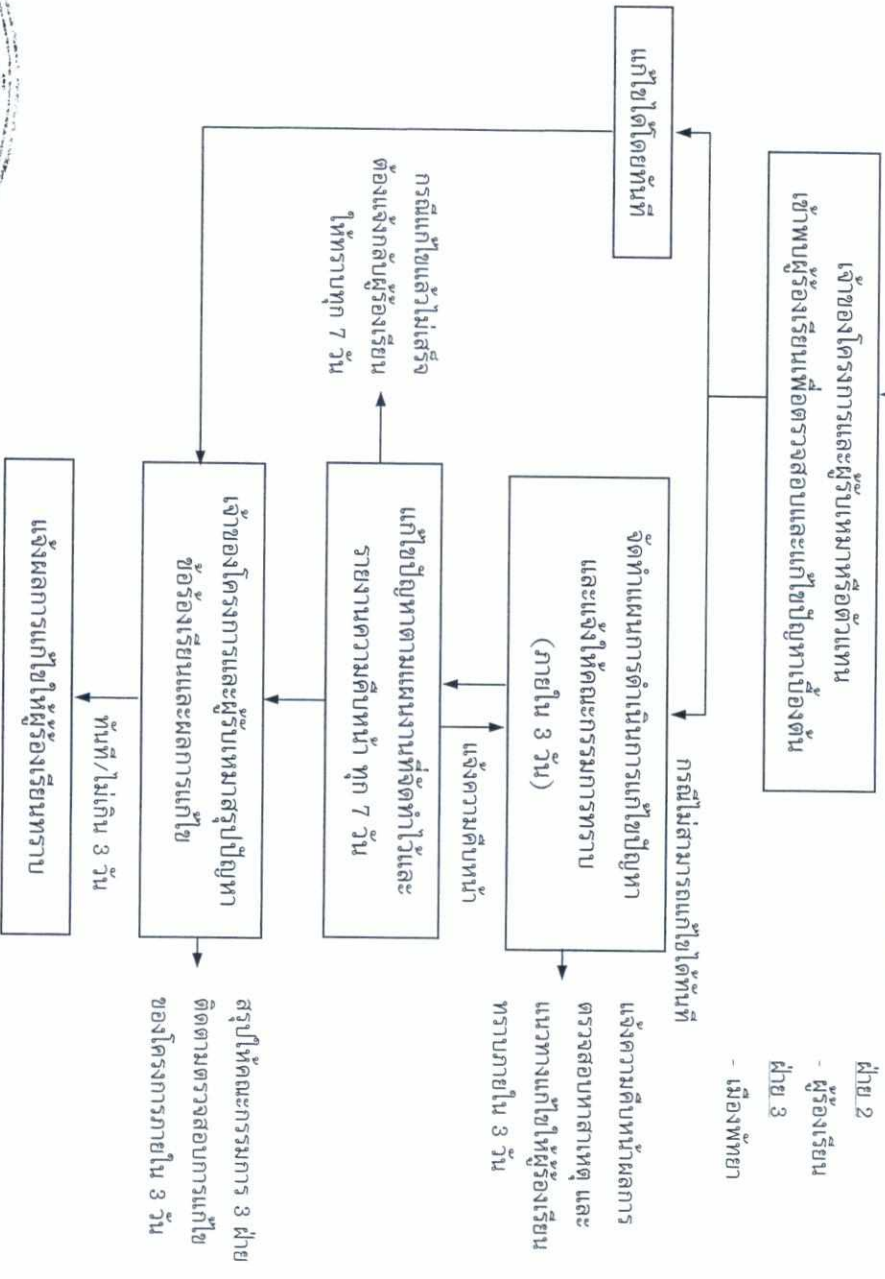 ฝ่าย 2
- ผู้ร้องเรียน
ฝ่าย 3
- เมืองพัทยา
เจ้าของโครงการและผู้รับเหมาหรือตัวแทน
เข้าพบผู้ร้องเรียนเพื่อตรวจสอบและแก้ไขปัญหาเบื้องต้น
กรณีไม่สามารถแก้ไขได้ทันที
แก้ไขได้โดยทันที
จัดทำแผนการดำเนินการแก้ไขปัญหา
และแจ้งให้คณะกรรมการทราบ
(ภายใน 3 วัน)
แจ้งความคืบหน้าผลการ
ตรวจสอบหาสาเหตุ และ
แนวทางแก้ไขให้ผู้ร้องเรียน
ทราบภายใน 3 วัน
แจ้งความคืบหน้า
กรณีแก้ไขแล้วไม่เสร็จ
ต้องแจ้งกลับผู้ร้องเรียน
ให้ทราบทุก 7 วัน
แก้ไขปัญหาตามแผนงานที่จัดทำไว้และ
รายงานความคืบหน้า ทุก 7 วัน
เจ้าของโครงการและผู้รับเหมาสรุปปัญหา
ข้อร้องเรียนและผลการแก้ไข
สรุปให้คณะกรรมการ 3 ฝ่าย
ติดตามตรวจสอบการแก้ไข
ของโครงการภายใน 3 วัน
ทันที/ไม่เกิน 3 วัน
แจ้งผลการแก้ไขให้ผู้ร้องเรียนทราบ